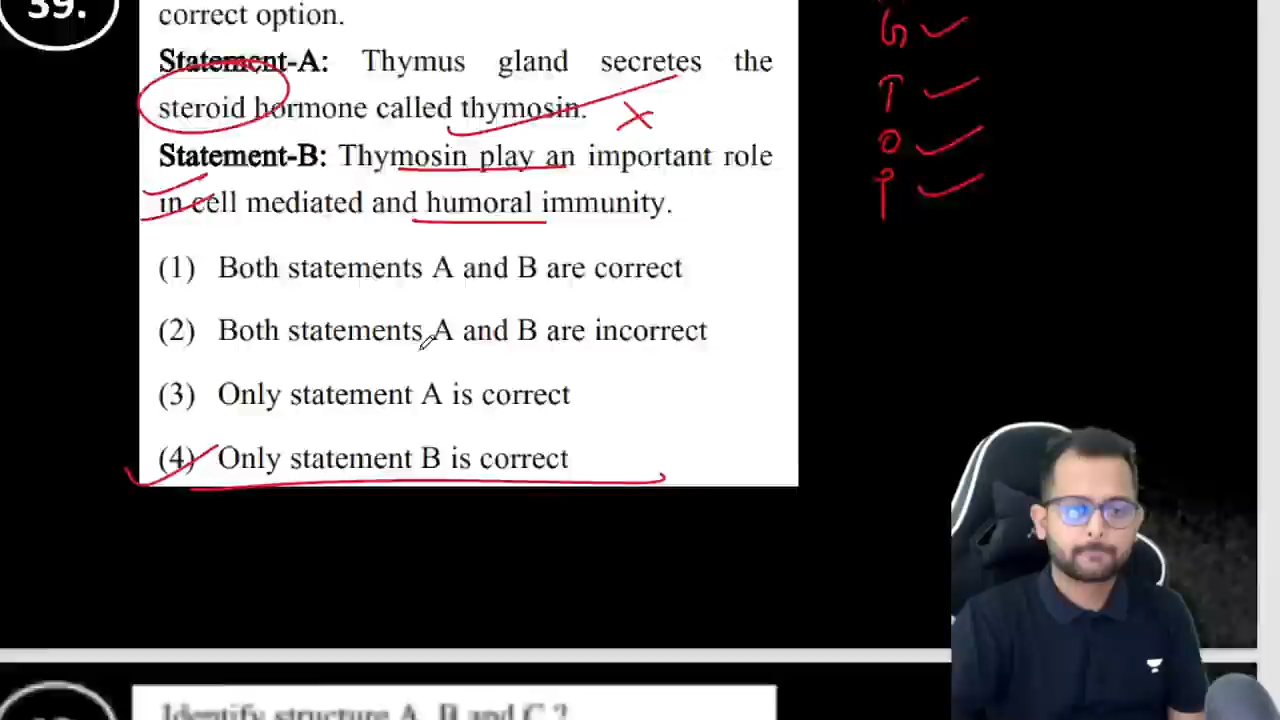 39.
correct option.
Statement-A: Thymus gland secretes the
steroid hormone called thymosin.
Statement-B: Thymosin play an important role
in cell mediated and humoral immunity.
(1) Both statements A and B are correct
(2) Both statements A and B are incorrect
(3) Only statement A is correct
(4) Only statement B is correct
G
T
O
P
Identify structure A, B and C ?